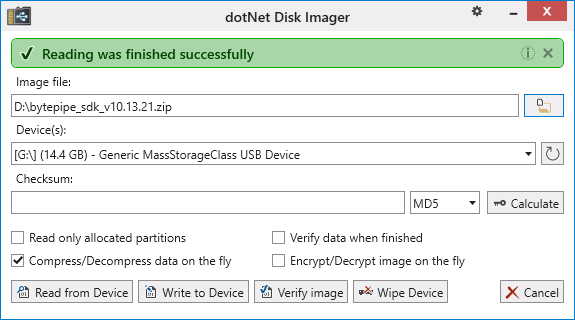 dotNet Disk Imager
Reading was finished successfully
Image file:
D:\bytepipe_sdk_v10.13.21.zip
Device(s):
[G:\] (14.4 GB) - Generic MassStorageClass USB Device
Checksum:
MD5 Calculate
Read only allocated partitions Verify data when finished
Compress/Decompress data on the fly Encrypt/Decrypt image on the fly
Read from Device Write to Device Verify image Wipe Device Cancel